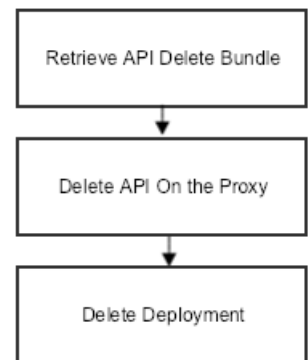 Retrieve API Delete Bundle
Delete API On the Proxy
Delete Deployment